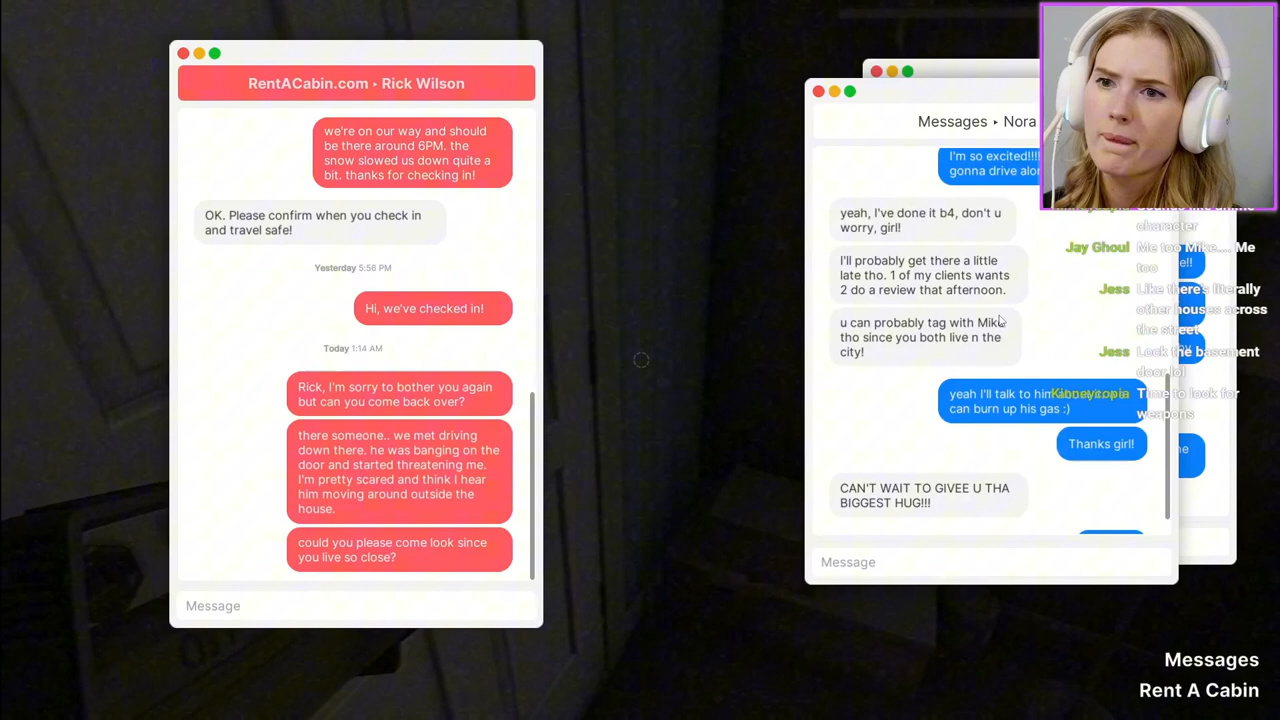 RentACabin.com ▸ Rick Wilson
we're on our way and should
be there around 6PM. the
snow slowed us down quite a
bit. thanks for checking in!
OK. Please confirm when you check in
and travel safe!
Yesterday 5:56 PM
Hi, we've checked in!
Today 1:14 AM
Rick, I'm sorry to bother you again
but can you come back over?
there someone.. we met driving
down there. he was banging on the
door and started threatening me.
I'm pretty scared and think I hear
him moving around outside the
house.
could you please come look since
you live so close?
Message
Messages ▸ Nora
I'm so excited!!!!
gonna drive
yeah, I've done it b4, don't u
worry, girl!
I'll probably get there a little
late tho. 1 of my clients wants
2 do a review that afternoon.
u can probably tag with Mike
tho since you both live n the
city!
yeah I'll talk to him
can burn up his gas :)
Thanks girl!
CAN'T WAIT TO GIVEE U THA
BIGGEST HUG!!!
Message
character
Jay Ghoul Me too Mike.... Me
too
Jess Like there's literally
other houses across
the street
Jess Lock the basement
door lol
Time to look for
weapons
Messages
Rent A Cabin